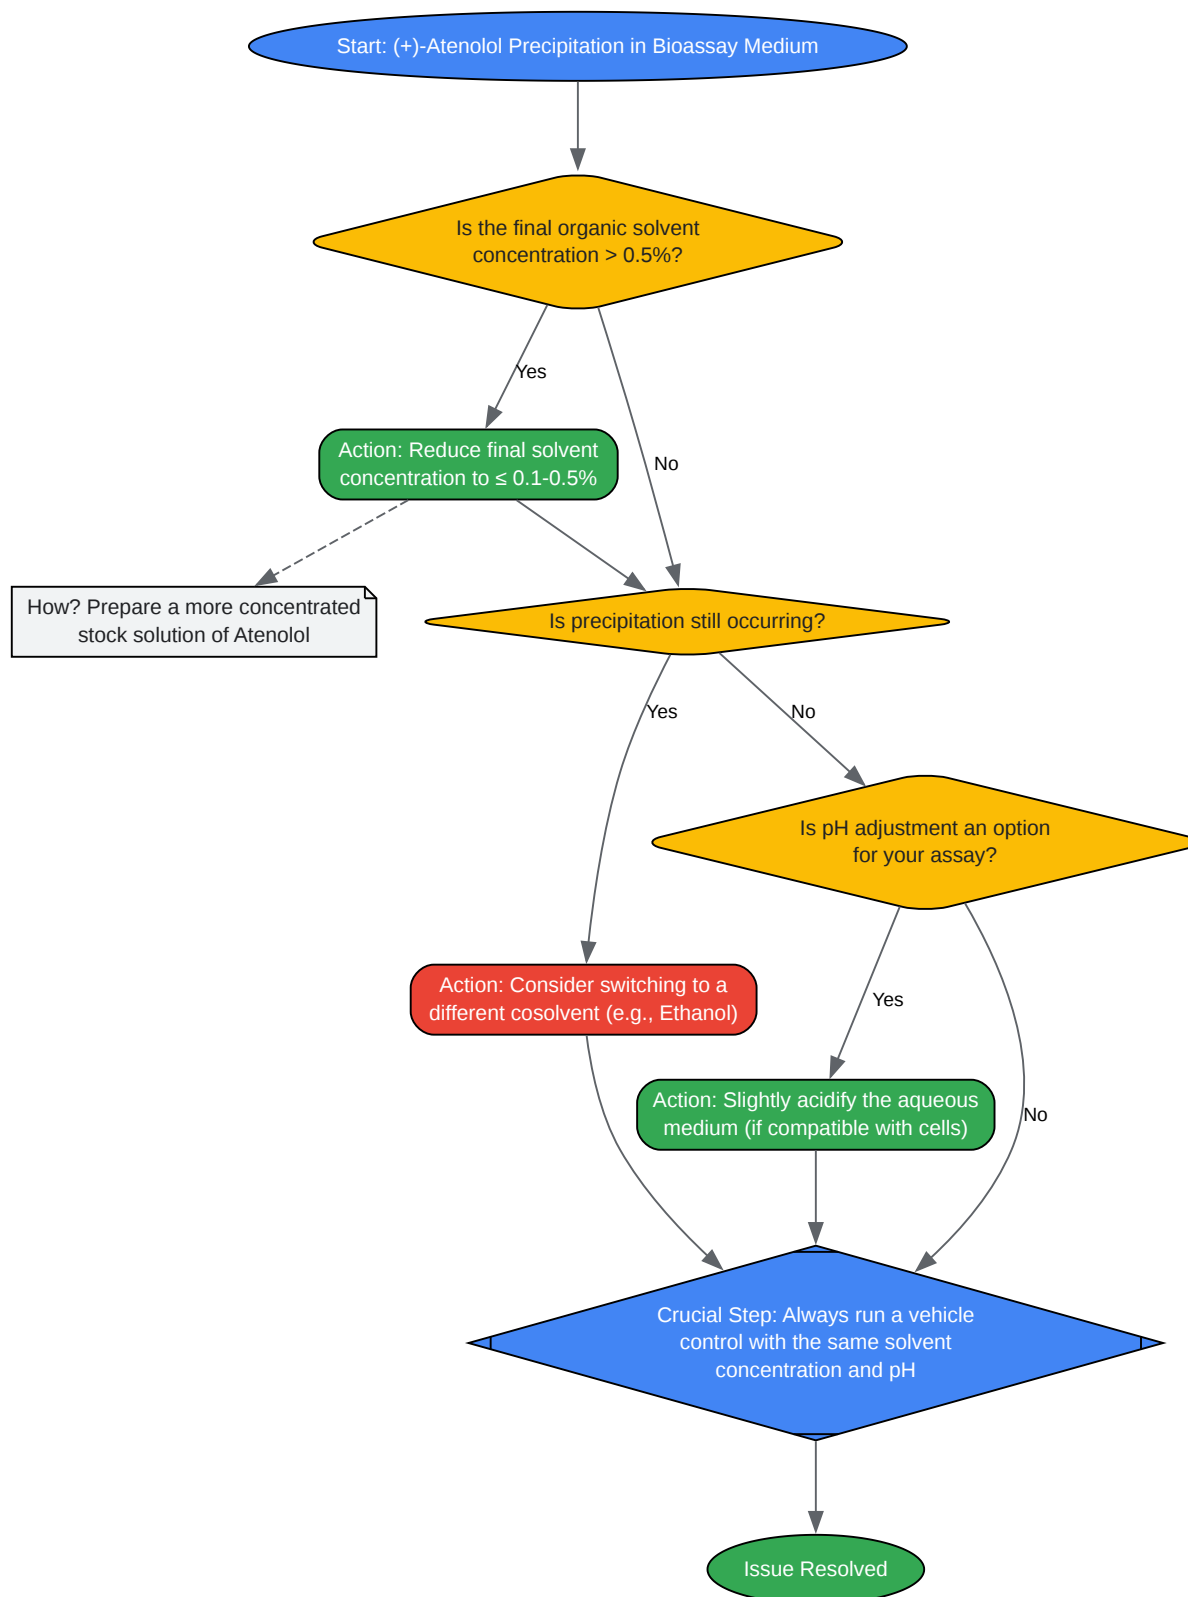 Start: (+)-Atenolol Precipitation in Bioassay Medium
Is the final organic solvent
concentration > 0.5%?
Yes
Action: Reduce final solvent
concentration to ≤ 0.1-0.5%
No
How? Prepare a more concentrated
stock solution of Atenolol
Is precipitation still occurring?
Yes
No
Is pH adjustment an option
for your assay?
Action: Consider switching to a
different cosolvent (e.g., Ethanol)
Yes
Action: Slightly acidify the aqueous
medium (if compatible with cells)
No
Crucial Step: Always run a vehicle
control with the same solvent
concentration and pH
Issue Resolved